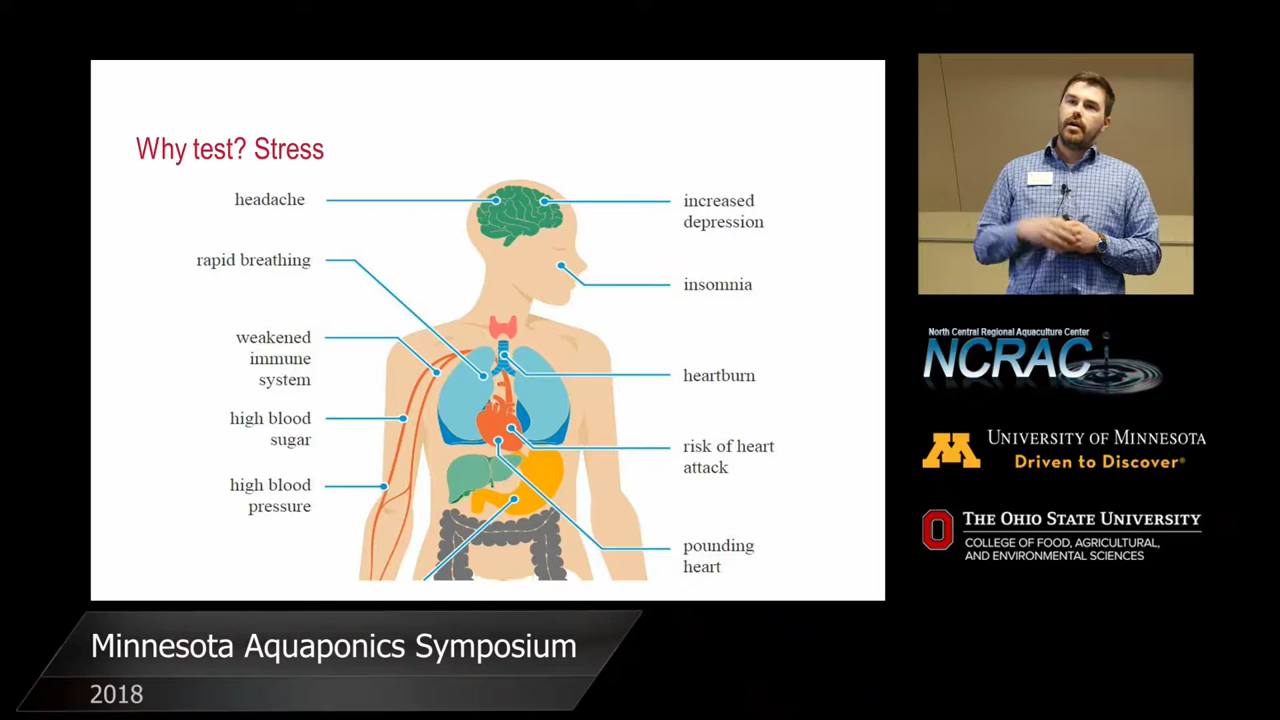 Why test? Stress
headache
increased
depression
rapid breathing
insomnia
weakened
immune
system
heartburn
high blood
sugar
risk of heart
attack
high blood
pressure
pounding
heart
North Central Regional Aquaculture Center
NCRAC
M
UNIVERSITY OF MINNESOTA
Driven to Discover®
O
THE OHIO STATE UNIVERSITY
COLLEGE OF FOOD, AGRICULTURAL,
AND ENVIRONMENTAL SCIENCES
Minnesota Aquaponics Symposium
2018